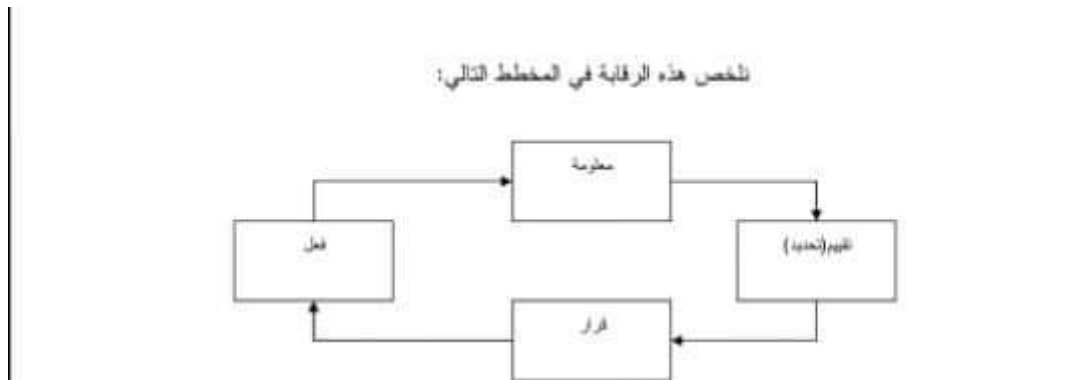 نلخص هذه الرقابة في المخطط التالي:
معلومة
تقييم(تحديد)
فعل
قرار